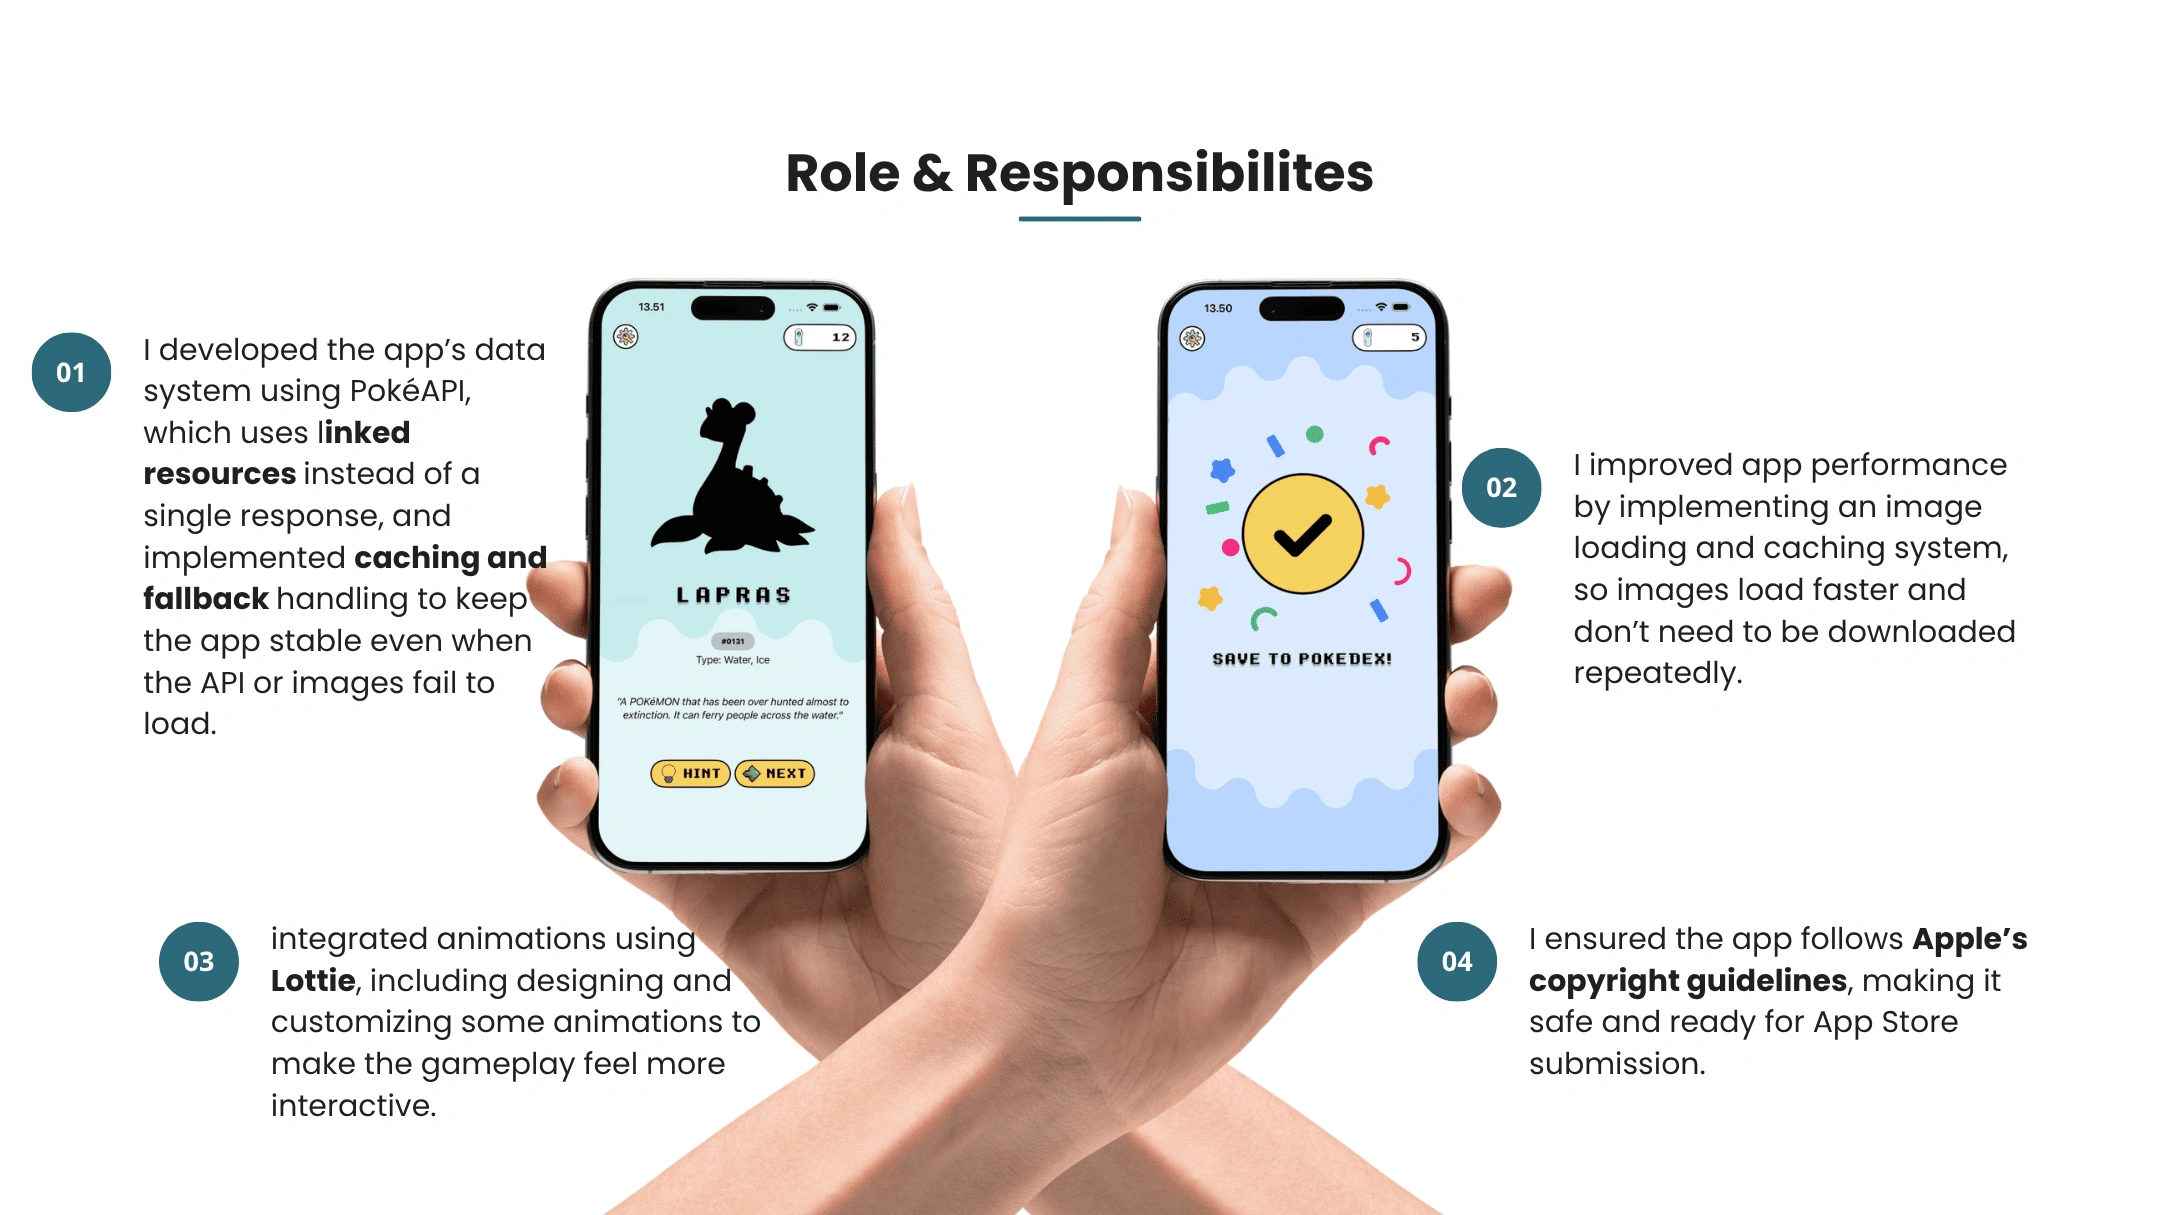 Role & Responsibilites
01
I developed the app’s data
system using PokéAPI,
which uses linked
resources instead of a
single response, and
implemented caching and
fallback handling to keep
the app stable even when
the API or images fail to
load.
13.51
12
LAPRAS
#0131
Type: Water, Ice
"A POKéMON that has been over hunted almost to
extinction. It can ferry people across the water."
HINT
NEXT
13.50
5
SAVE TO POKEDEX!
02
I improved app performance
by implementing an image
loading and caching system,
so images load faster and
don’t need to be downloaded
repeatedly.
03
integrated animations using
Lottie, including designing and
customizing some animations to
make the gameplay feel more
interactive.
04
I ensured the app follows Apple’s
copyright guidelines, making it
safe and ready for App Store
submission.